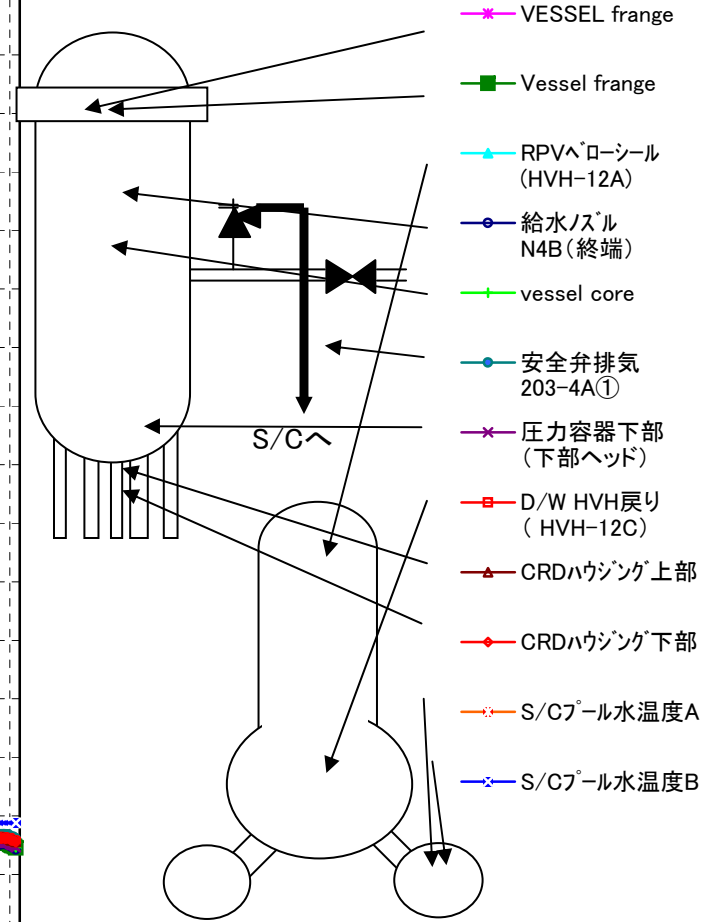 VESSEL frange
Vessel frange
RPVベローシール
(HVH-12A)
給水ノズル
N4B(終端)
vessel core
安全弁排気
203-4A①
S/Cへ
圧力容器下部
(下部ヘッド)
D/W HVH戻り
( HVH-12C)
CRDハウジング上部
CRDハウジング下部
S/Cプール水温度A
S/Cプール水温度B